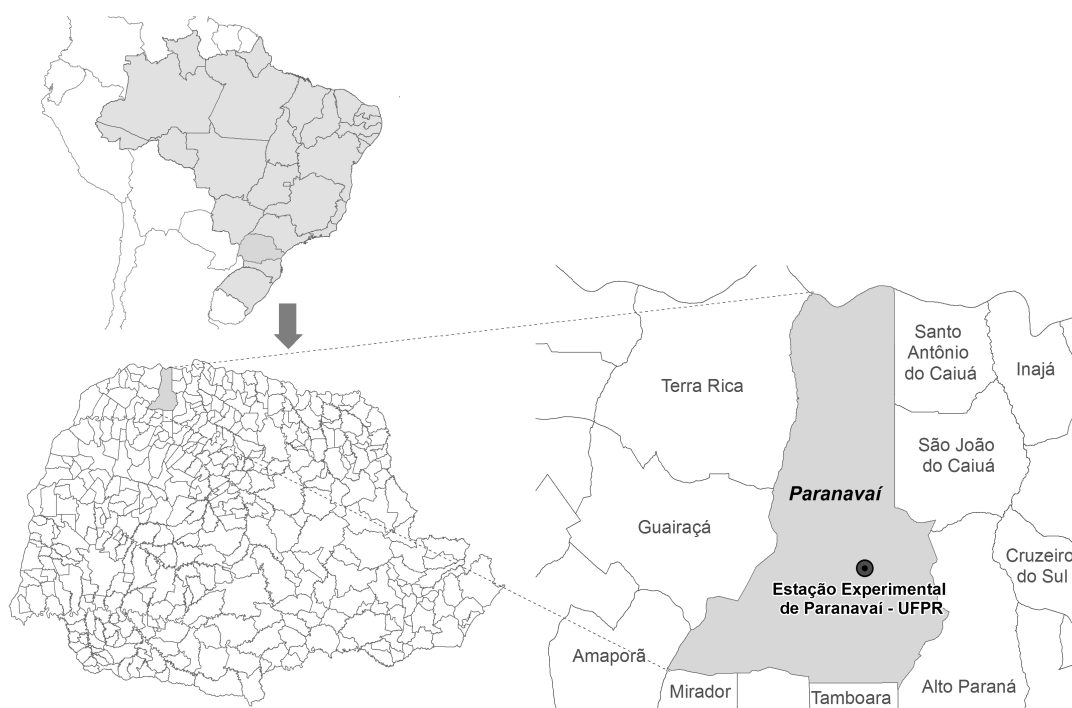 Santo
Antônio
do Caiuá
Inajá
Terra Rica
São João
do Caiuá
Paranavaí
Guairaçá
Cruzeiro
do Sul
Estação Experimental
de Paranavaí - UFPR
Amaporã
Mirador
Tamboara
Alto Paraná